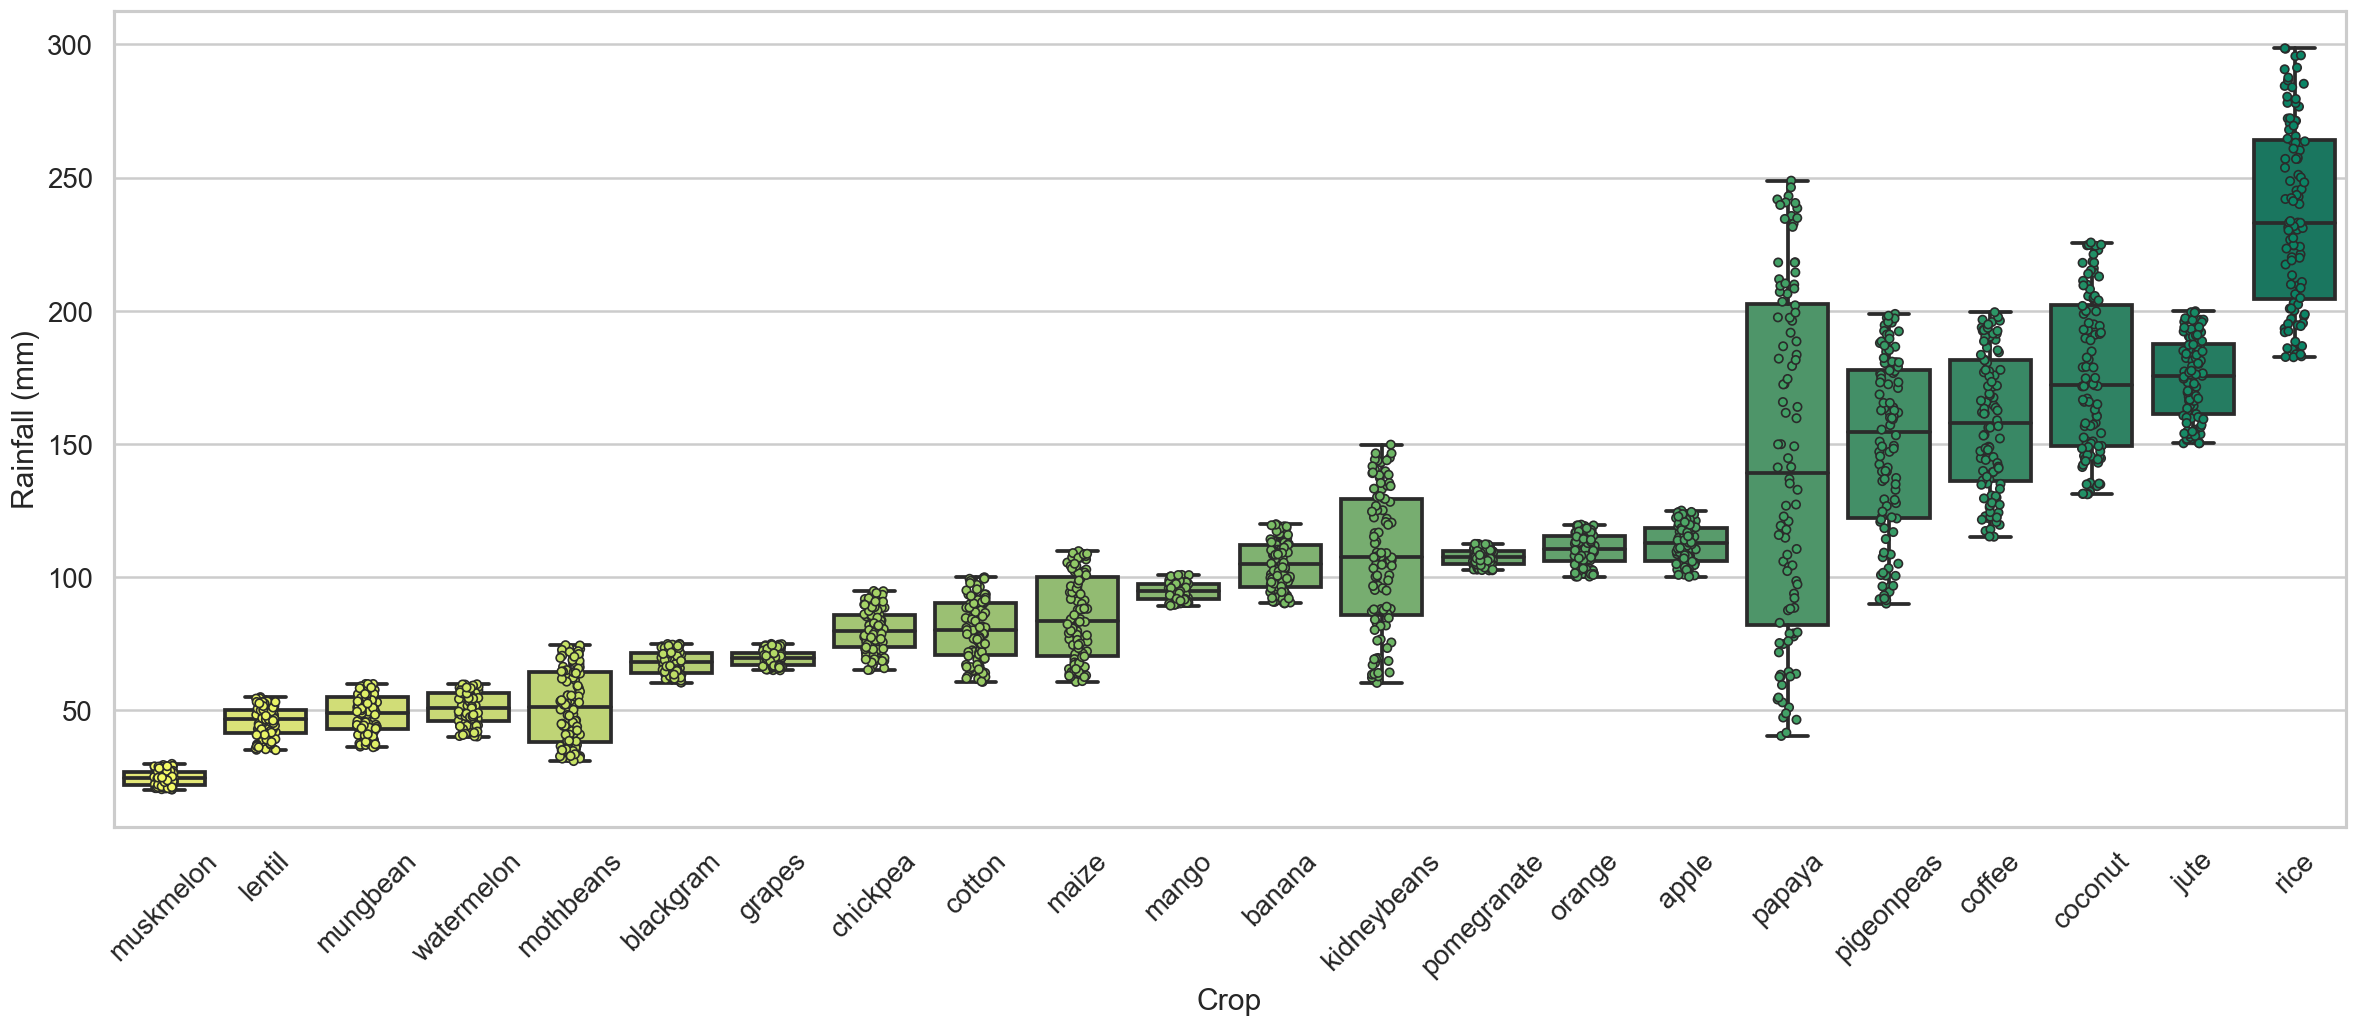 300
250
200
150
100
50
Rainfall (mm)
muskmelon
lentil
mungbean
watermelon
mothbeans
blackgram
grapes
chickpea
cotton
maize
mango
banana
kidneybeans
pomegranate
orange
apple
papaya
pigeonpeas
coffee
coconut
jute
rice
Crop